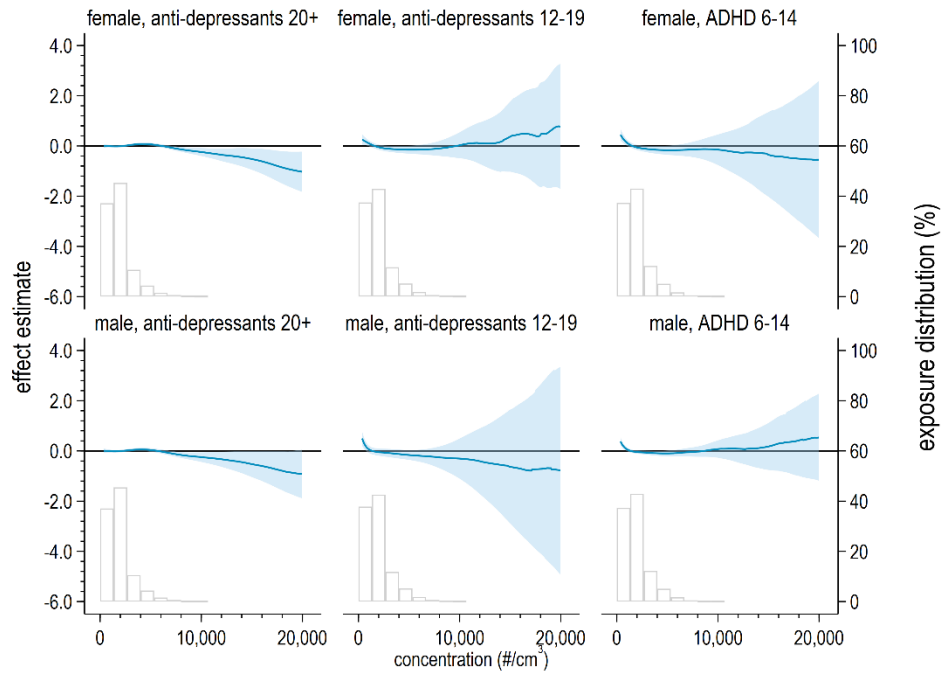 female, anti-depressants 20+ female, anti-depressants 12-19 female, ADHD 6-14
4.0 100
2.0 80
0.0 60
-2.0 40
-4.0 20
-6.0 0
effect estimate
exposure distribution (%)
male, anti-depressants 20+ male, anti-depressants 12-19 male, ADHD 6-14
4.0 100
2.0 80
0.0 60
-2.0 40
-4.0 20
-6.0 0
0 10,000 20,000 0 10,000 20,000 0 10,000 20,000
concentration (#/cm³)